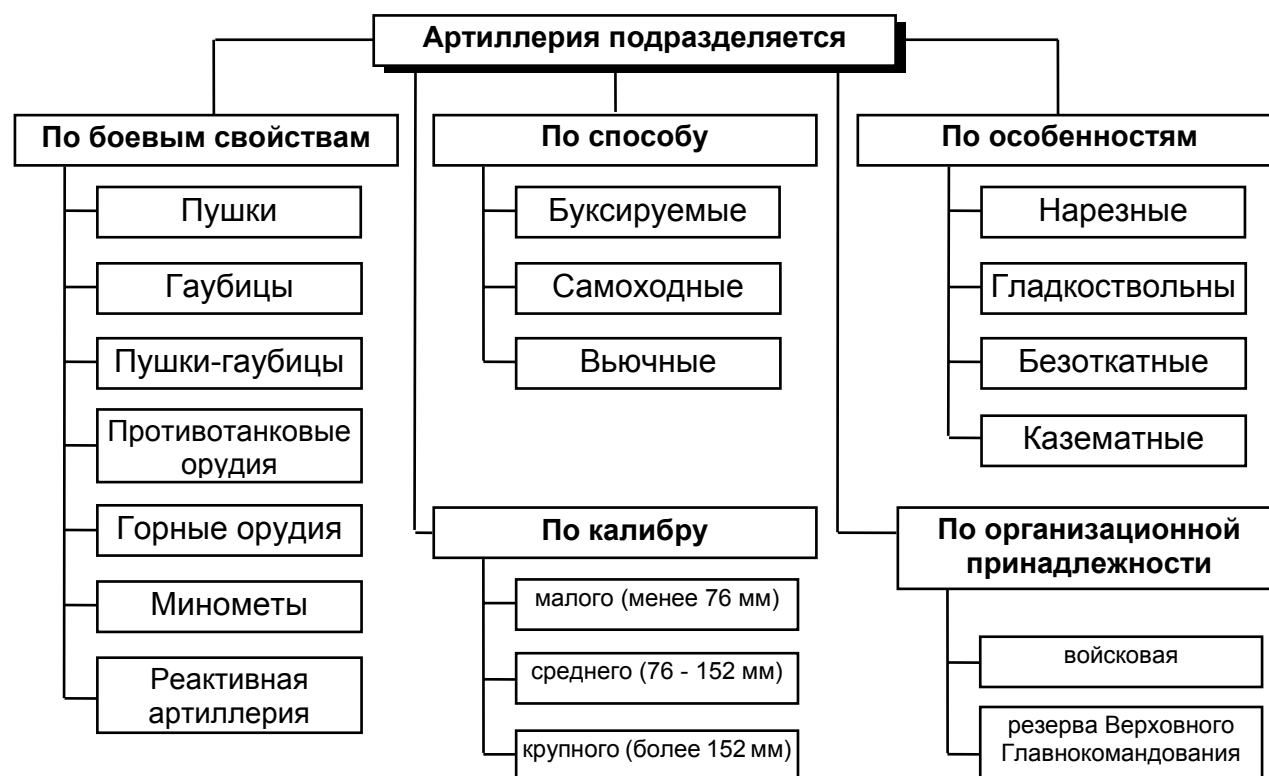 Артиллерия подразделяется
По боевым свойствам
Пушки
Гаубицы
Пушки-гаубицы
Противотанковые
орудия
Горные орудия
Минометы
Реактивная
артиллерия
По способу
Буксируемые
Самоходные
Вьючные
По особенностям
Нарезные
Гладкоствольны
Безоткатные
Казематные
По калибру
малого (менее 76 мм)
среднего (76 - 152 мм)
крупного (более 152 мм)
По организационной
принадлежности
войсковая
резерва Верховного
Главнокомандования